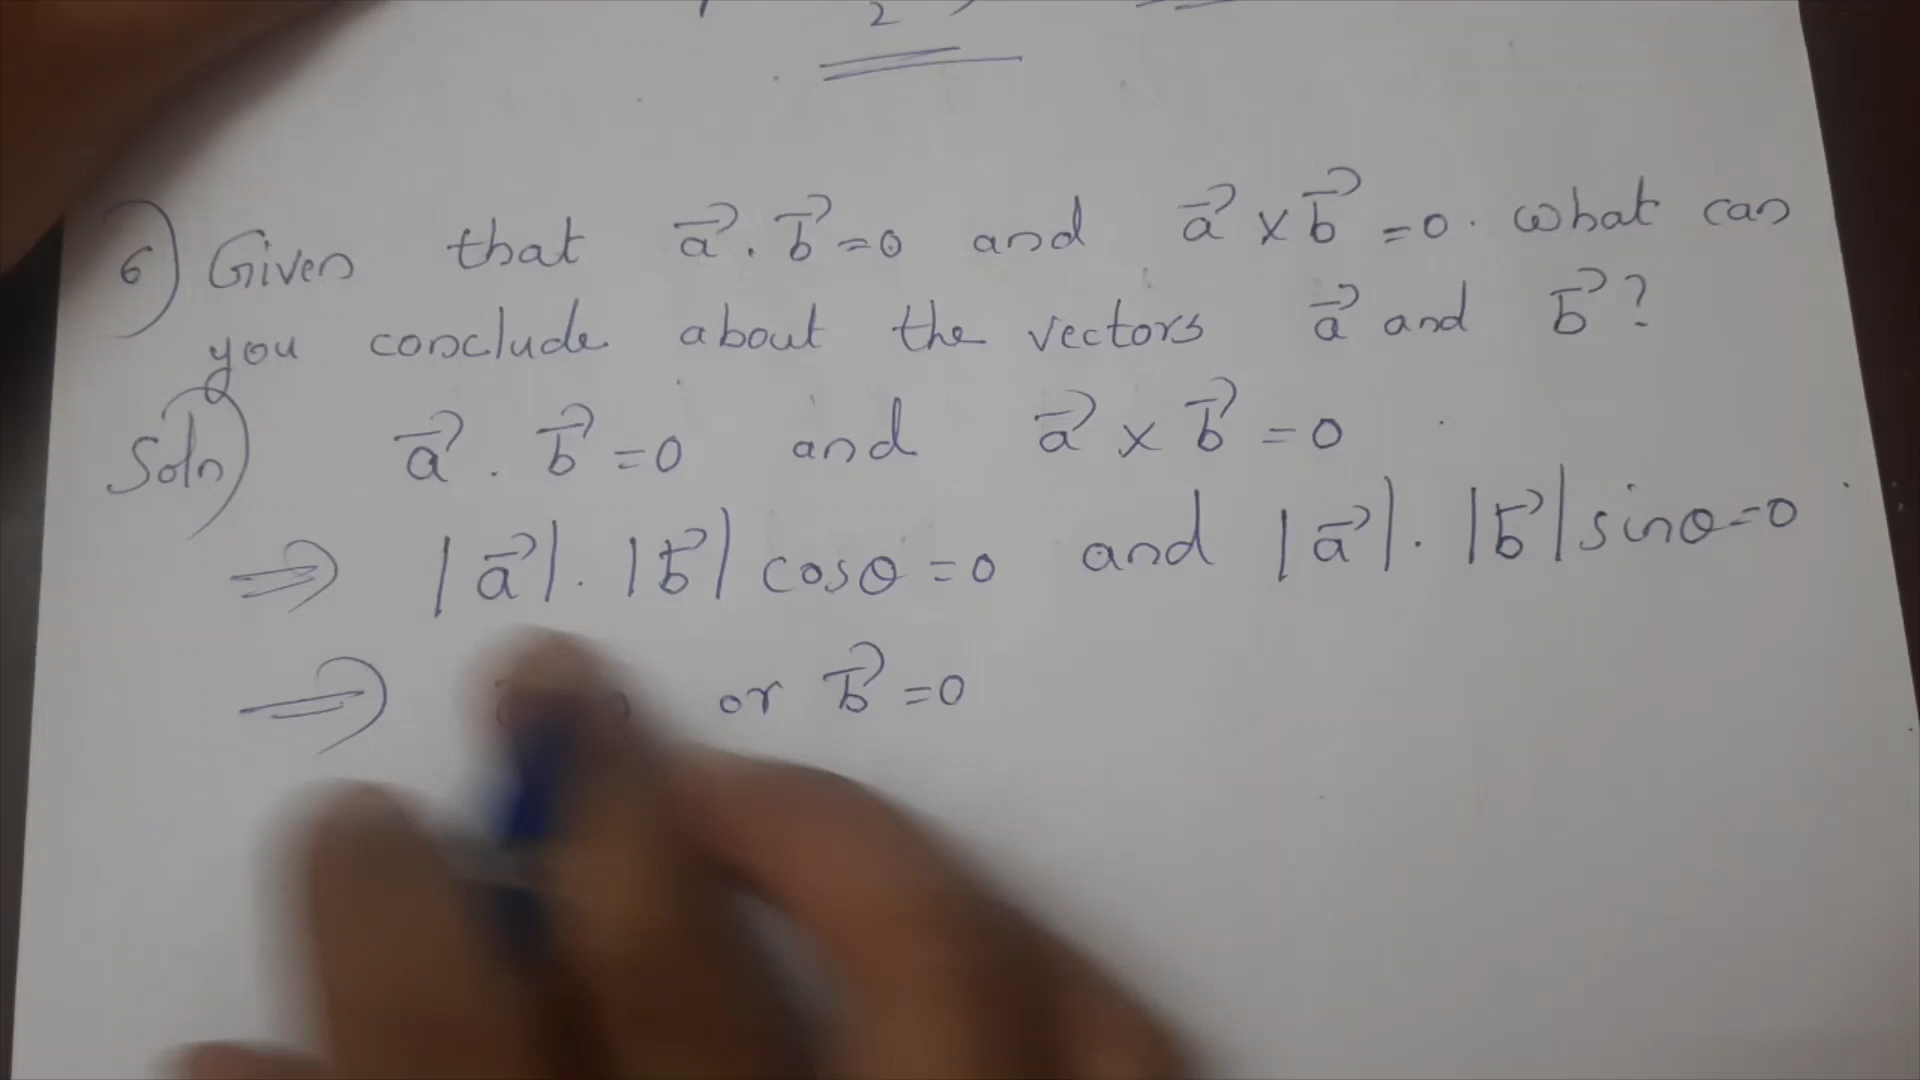 2
6) Given that a⃗ . b⃗ = 0 and a⃗ × b⃗ = 0. what can
you conclude about the vectors a⃗ and b⃗ ?
Soln) a⃗ . b⃗ = 0 and a⃗ × b⃗ = 0
⇒ |a⃗| . |b⃗| cosθ = 0 and |a⃗| . |b⃗| sinθ = 0
⇒ or b⃗ = 0